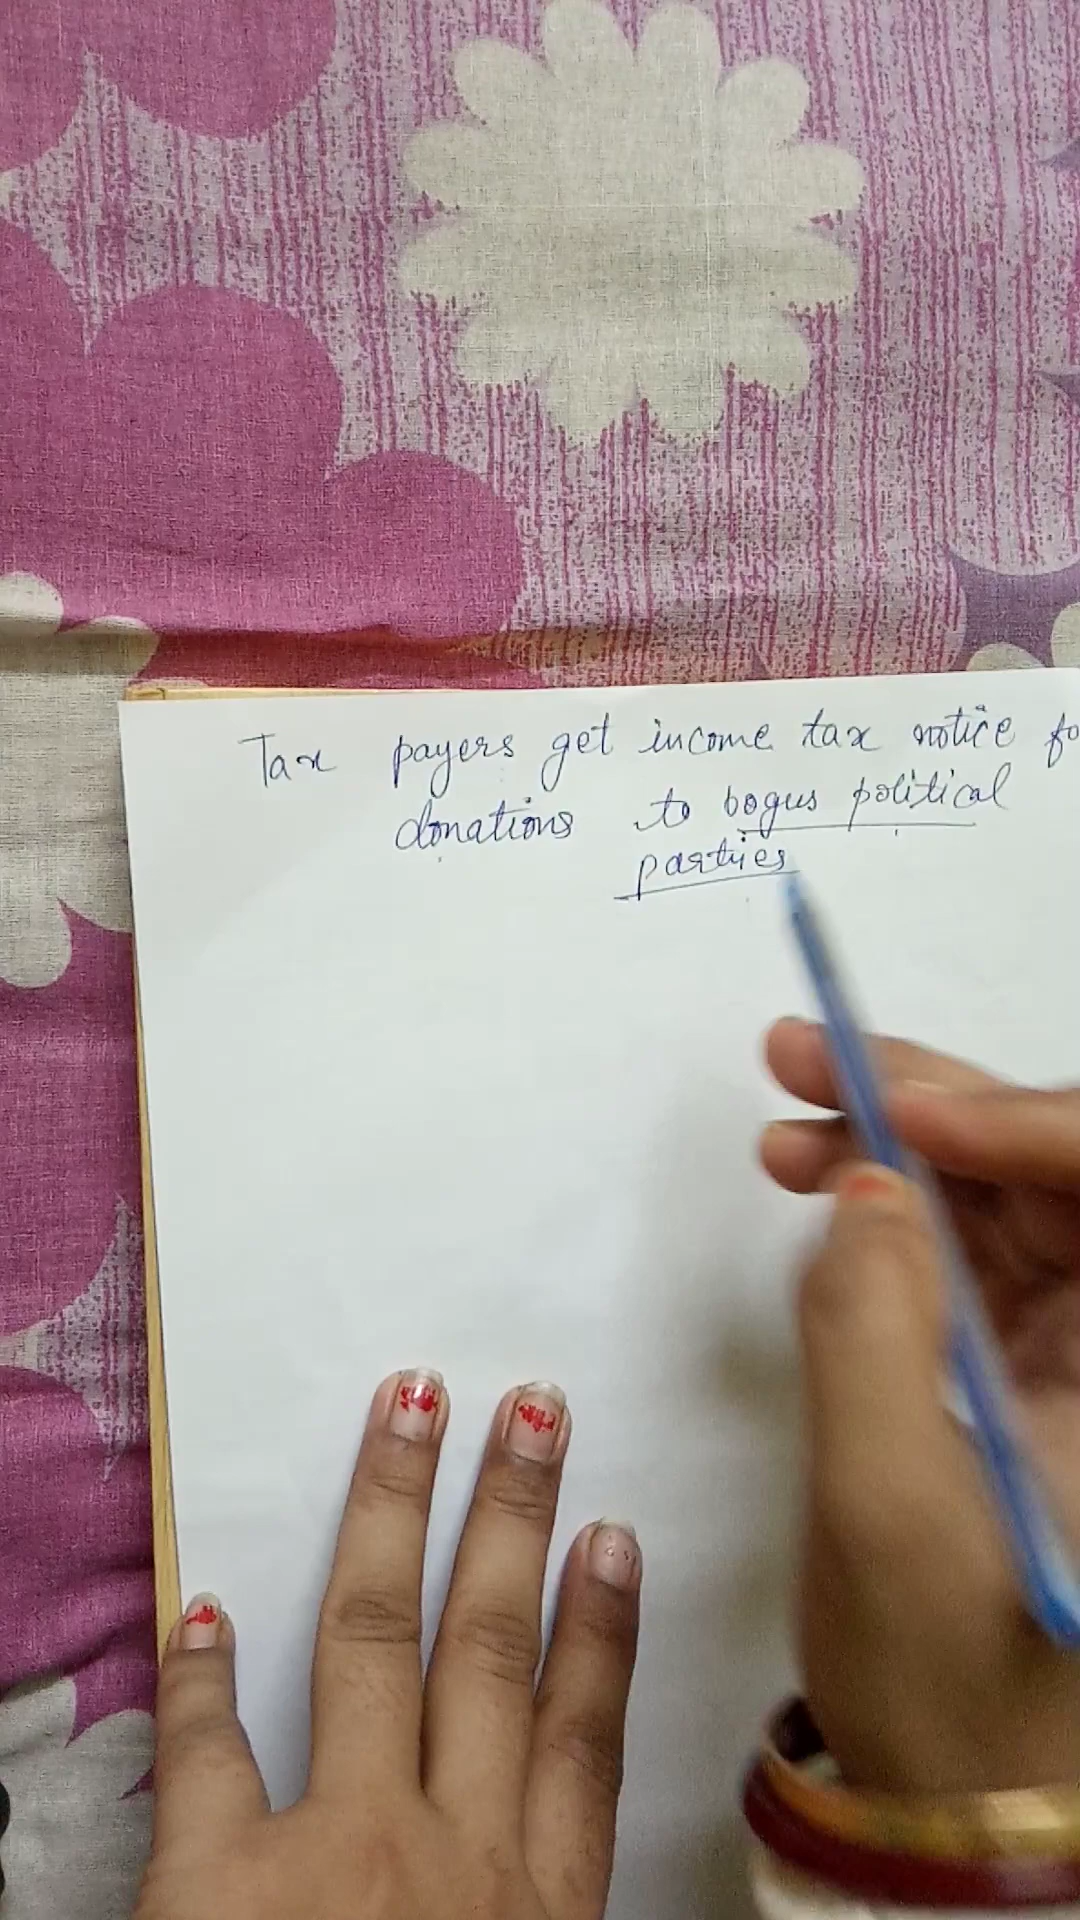 Tax payers get income tax notice fo
donations to bogus political
parties